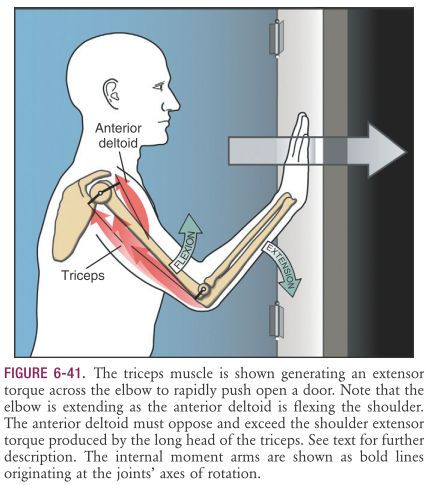 Anterior
deltoid
FLEXION
EXTENSION
Triceps
FIGURE 6-41. The triceps muscle is shown generating an extensor
torque across the elbow to rapidly push open a door. Note that the
elbow is extending as the anterior deltoid is flexing the shoulder.
The anterior deltoid must oppose and exceed the shoulder extensor
torque produced by the long head of the triceps. See text for further
description. The internal moment arms are shown as bold lines
originating at the joints' axes of rotation.